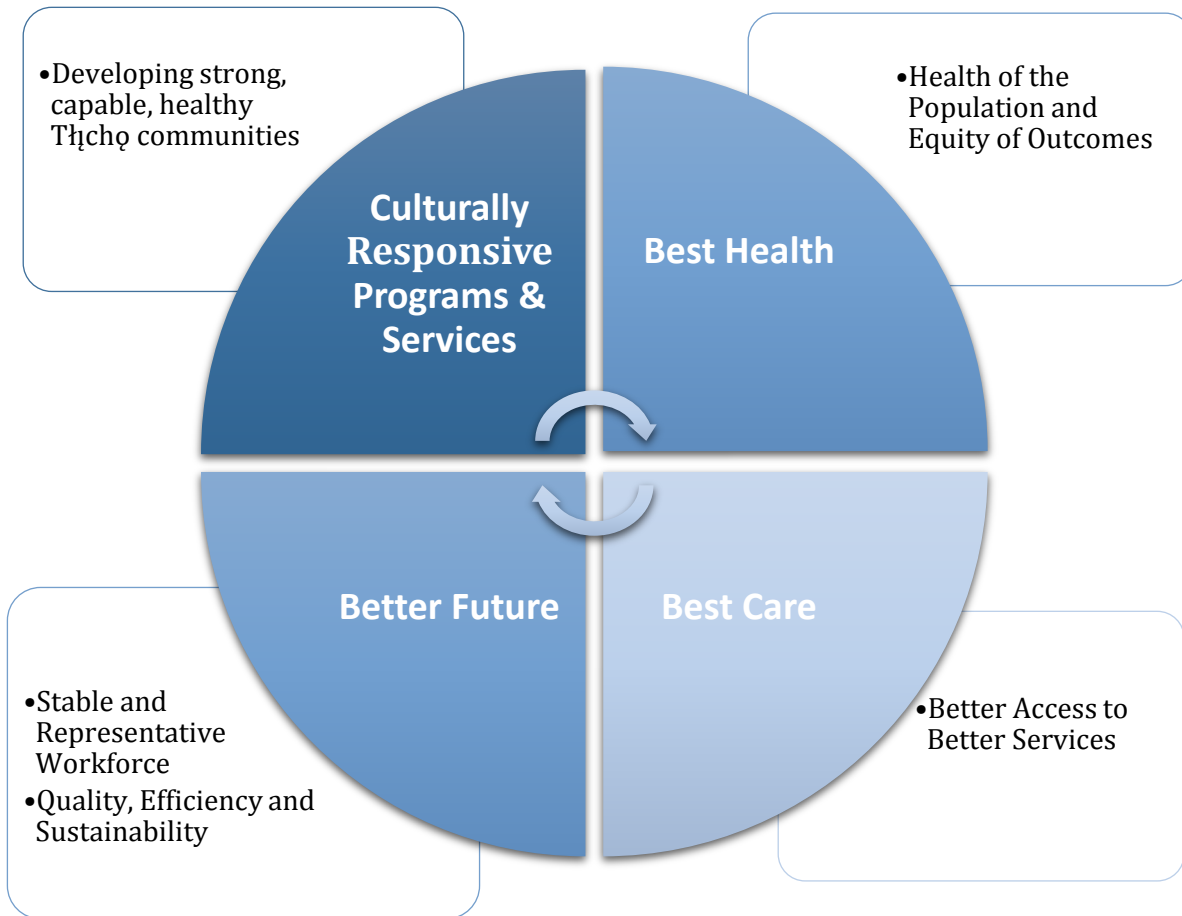 •Developing strong,
capable, healthy
Tłı̨chǫ communities
•Health of the
Population and
Equity of Outcomes
Culturally
Responsive
Programs &
Services
Best Health
Better Future
Best Care
•Stable and
Representative
Workforce
•Quality, Efficiency and
Sustainability
•Better Access to
Better Services